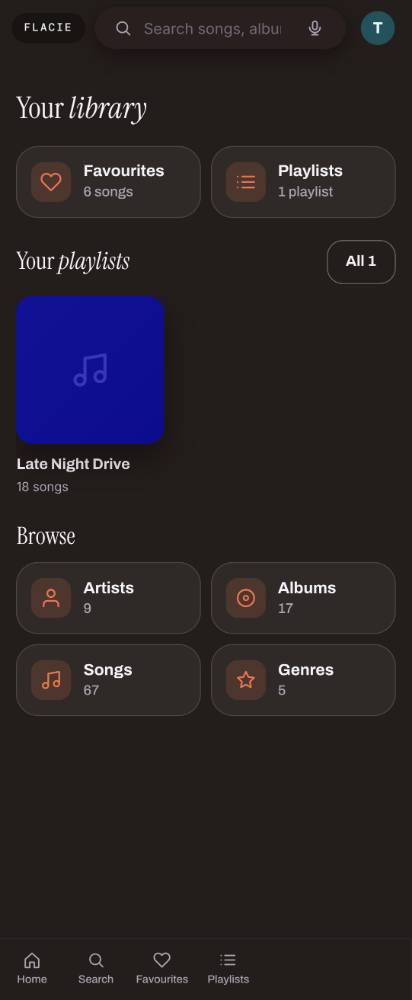 FLACIE
Search songs, albu
T
Your library
Favourites
6 songs
Playlists
1 playlist
Your playlists
All 1
Late Night Drive
18 songs
Browse
Artists
9
Albums
17
Songs
67
Genres
5
Home
Search
Favourites
Playlists